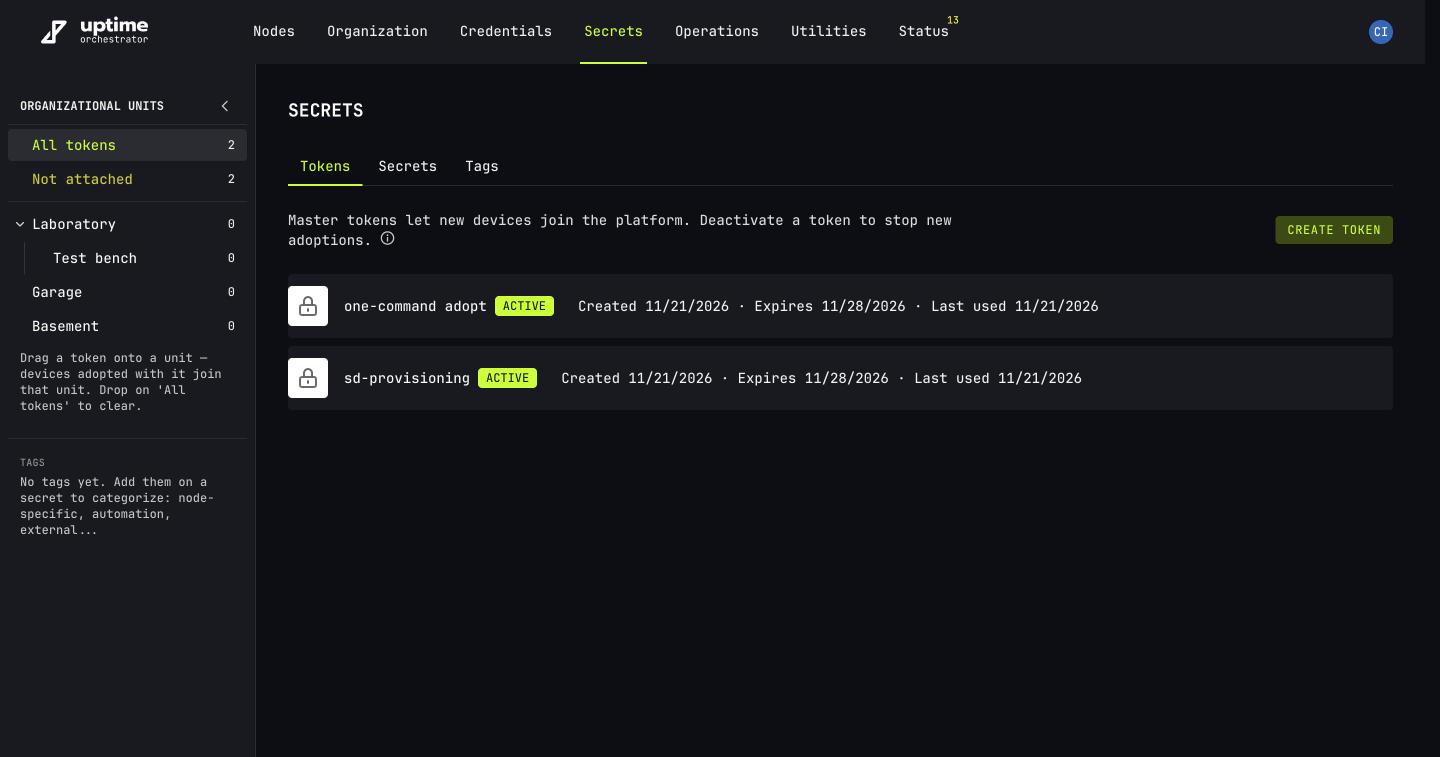 uptime
orchestrator
Nodes
Organization
Credentials
Secrets
Operations
Utilities
Status
13
CI
ORGANIZATIONAL UNITS
All tokens 2
Not attached 2
Laboratory 0
Test bench 0
Garage 0
Basement 0
Drag a token onto a unit —
devices adopted with it join
that unit. Drop on 'All
tokens' to clear.
TAGS
No tags yet. Add them on a
secret to categorize: node-
specific, automation,
external...
SECRETS
Tokens
Secrets
Tags
Master tokens let new devices join the platform. Deactivate a token to stop new
adoptions.
CREATE TOKEN
one-command adopt ACTIVE Created 11/21/2026 · Expires 11/28/2026 · Last used 11/21/2026
sd-provisioning ACTIVE Created 11/21/2026 · Expires 11/28/2026 · Last used 11/21/2026